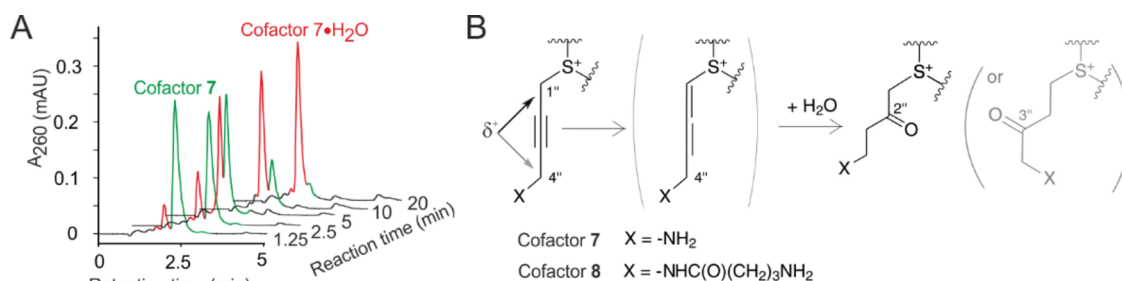 A
Cofactor 7•H₂O
Cofactor 7
A260 (mAU)
0.3
0.2
0.1
0
2.5
5
1.25
2.5
5
10
20
Reaction time (min)
B
S+
1"
δ+
4"
X
S+
4"
X
+ H₂O
S+
2"
O
X
or
S+
3"
O
X
Cofactor 7 X = -NH₂
Cofactor 8 X = -NHC(O)(CH₂)₃NH₂